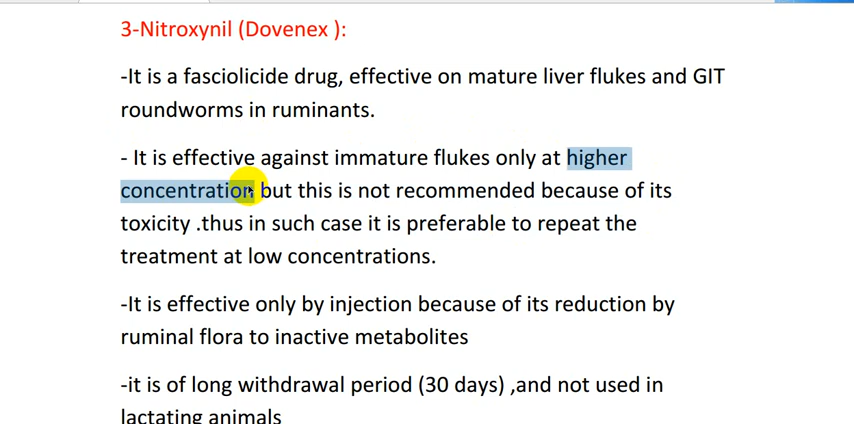 3-Nitroxynil (Dovenex ):
-It is a fasciolicide drug, effective on mature liver flukes and GIT
roundworms in ruminants.
- It is effective against immature flukes only at higher
concentration but this is not recommended because of its
toxicity .thus in such case it is preferable to repeat the
treatment at low concentrations.
-It is effective only by injection because of its reduction by
ruminal flora to inactive metabolites
-it is of long withdrawal period (30 days) ,and not used in
lactating animals